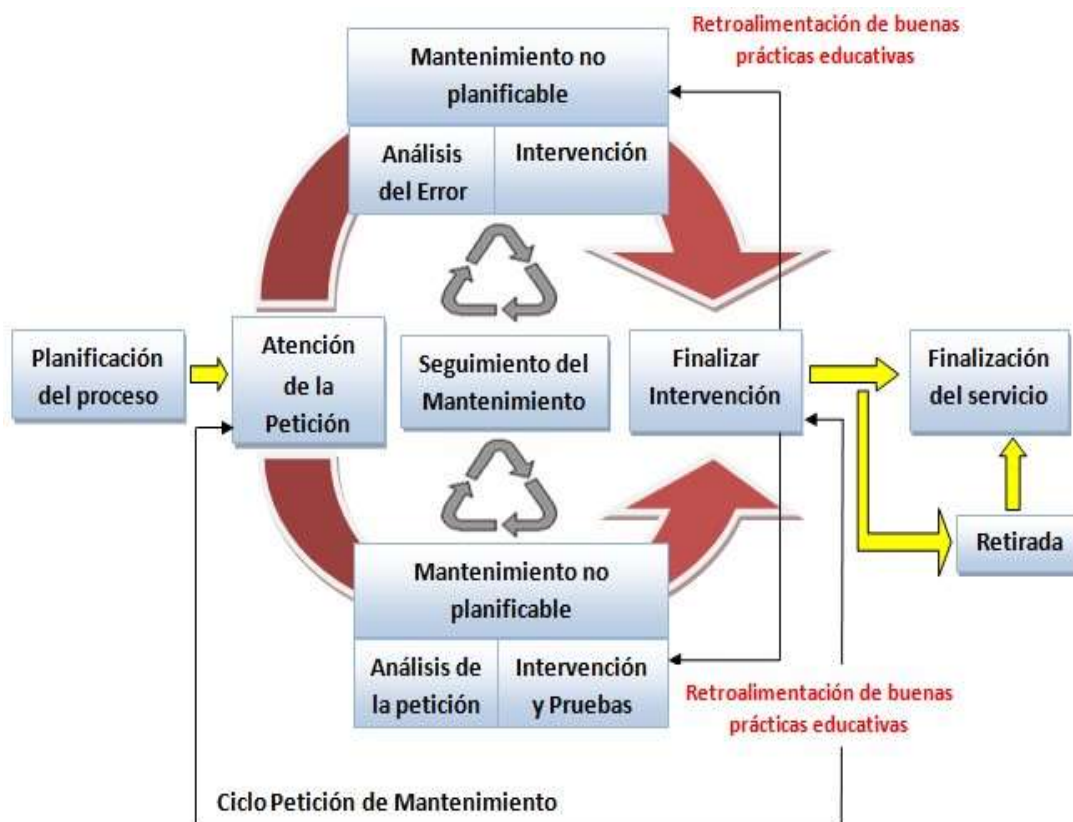 Retroalimentación de buenas
prácticas educativas
Mantenimiento no
planificable
Análisis
del Error
Intervención
Planificación
del proceso
Atención
de la
Petición
Seguimiento del
Mantenimiento
Finalizar
Intervención
Finalización
del servicio
Retirada
Mantenimiento no
planificable
Análisis de
la petición
Intervención
y Pruebas
Retroalimentación de buenas
prácticas educativas
Ciclo Petición de Mantenimiento